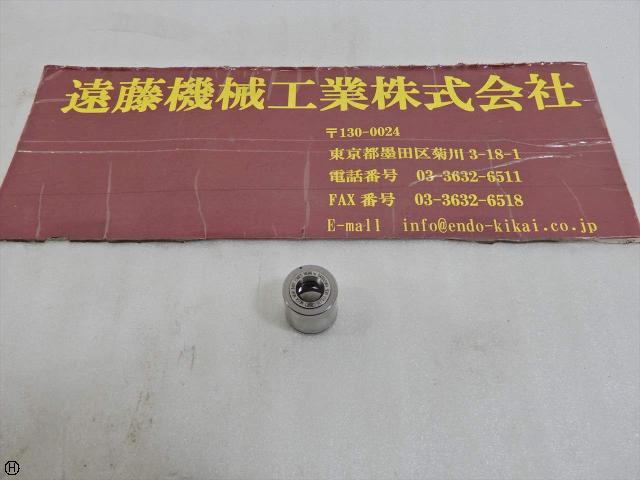 遠藤機械工業株式会社
〒130-0024
東京都墨田区菊川 3-18-1
電話番号 03-3632-6511
FAX 番号 03-3632-6518
E-mall info@endo-kikai.co.jp
H